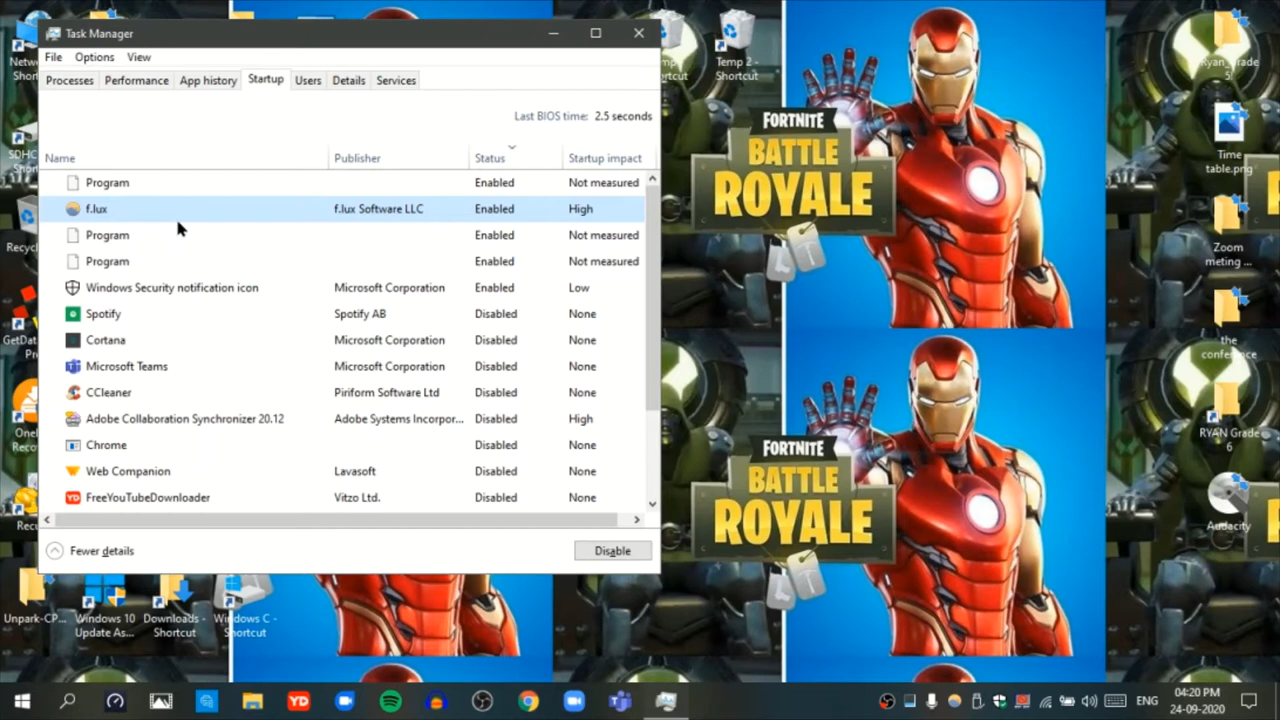 Task Manager
File Options View
Processes Performance App history Startup Users Details Services
Last BIOS time: 2.5 seconds
Name Publisher Status Startup impact
Program Enabled Not measured
f.lux f.lux Software LLC Enabled High
Program Enabled Not measured
Program Enabled Not measured
Windows Security notification icon Microsoft Corporation Enabled Low
Spotify Spotify AB Disabled None
Cortana Microsoft Corporation Disabled None
Microsoft Teams Microsoft Corporation Disabled None
CCleaner Piriform Software Ltd Disabled None
Adobe Collaboration Synchronizer 20.12 Adobe Systems Incorpor... Disabled High
Chrome Disabled None
Web Companion Lavasoft Disabled None
FreeYouTubeDownloader Vitzo Ltd. Disabled None
Fewer details Disable
Temp 2 -
Shortcut
FORTNITE
BATTLE
ROYALE
FORTNITE
BATTLE
ROYALE
Time
table.png
Zoom
meting ...
the
conference
RYAN Grade
6
Audacity
Unpark-CP...
Windows 10
Update As...
Downloads -
Shortcut
Windows C -
Shortcut
YD
ENG
04:20 PM
24-09-2020